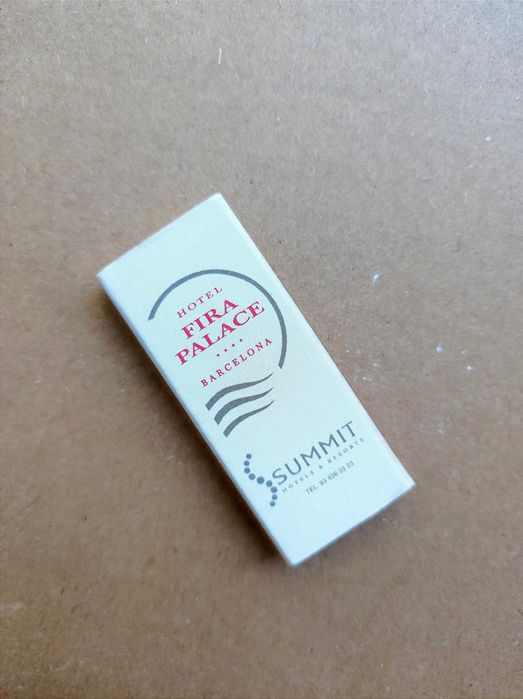 HOTEL
FIRA
PALACE
★★★★
BARCELONA
SUMMIT
HOTELS & RESORTS
TEL. 93 426 22 23